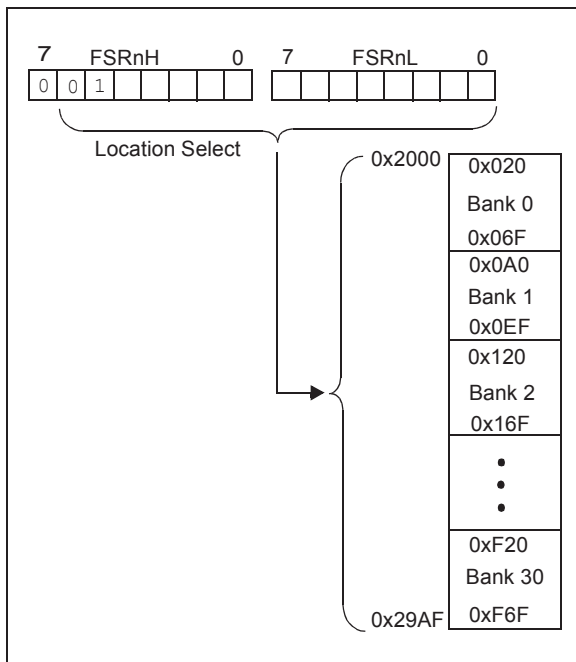 7 FSRnH 0 7 FSRnL 0
0 0 1
Location Select
0x2000
0x020
Bank 0
0x06F
0x0A0
Bank 1
0x0EF
0x120
Bank 2
0x16F
0xF20
Bank 30
0xF6F
0x29AF